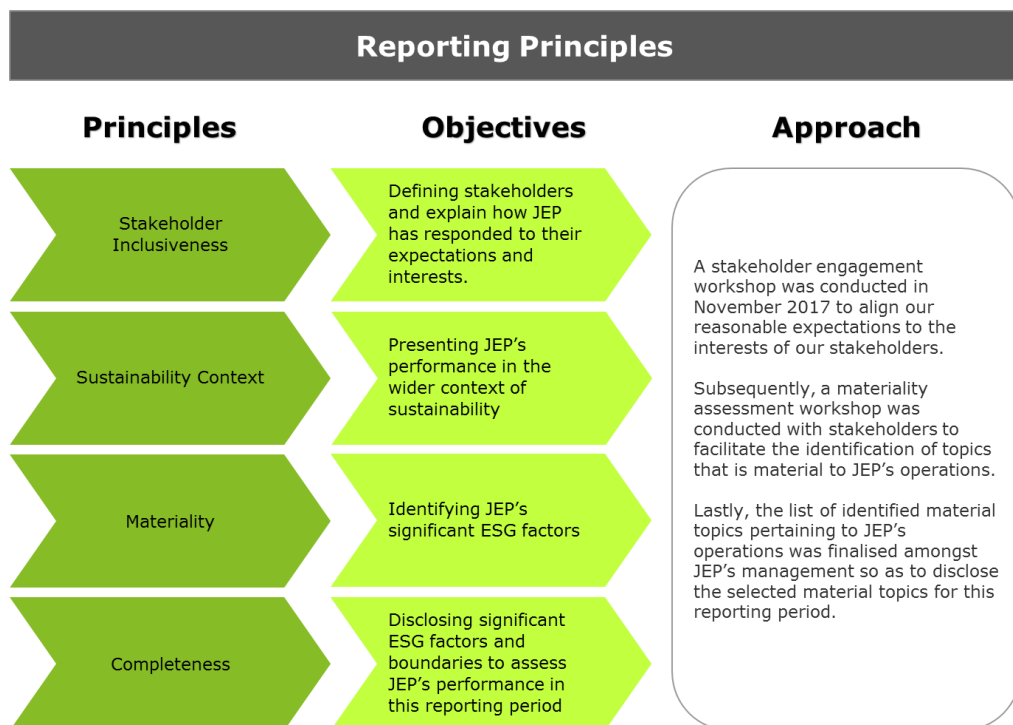 Reporting Principles
Principles
Objectives
Approach
Stakeholder
Inclusiveness
Defining stakeholders
and explain how JEP
has responded to their
expectations and
interests.
Sustainability Context
Presenting JEP’s
performance in the
wider context of
sustainability
Materiality
Identifying JEP’s
significant ESG factors
Completeness
Disclosing significant
ESG factors and
boundaries to assess
JEP’s performance in
this reporting period
A stakeholder engagement
workshop was conducted in
November 2017 to align our
reasonable expectations to the
interests of our stakeholders.
Subsequently, a materiality
assessment workshop was
conducted with stakeholders to
facilitate the identification of topics
that is material to JEP’s operations.
Lastly, the list of identified material
topics pertaining to JEP’s
operations was finalised amongst
JEP’s management so as to disclose
the selected material topics for this
reporting period.